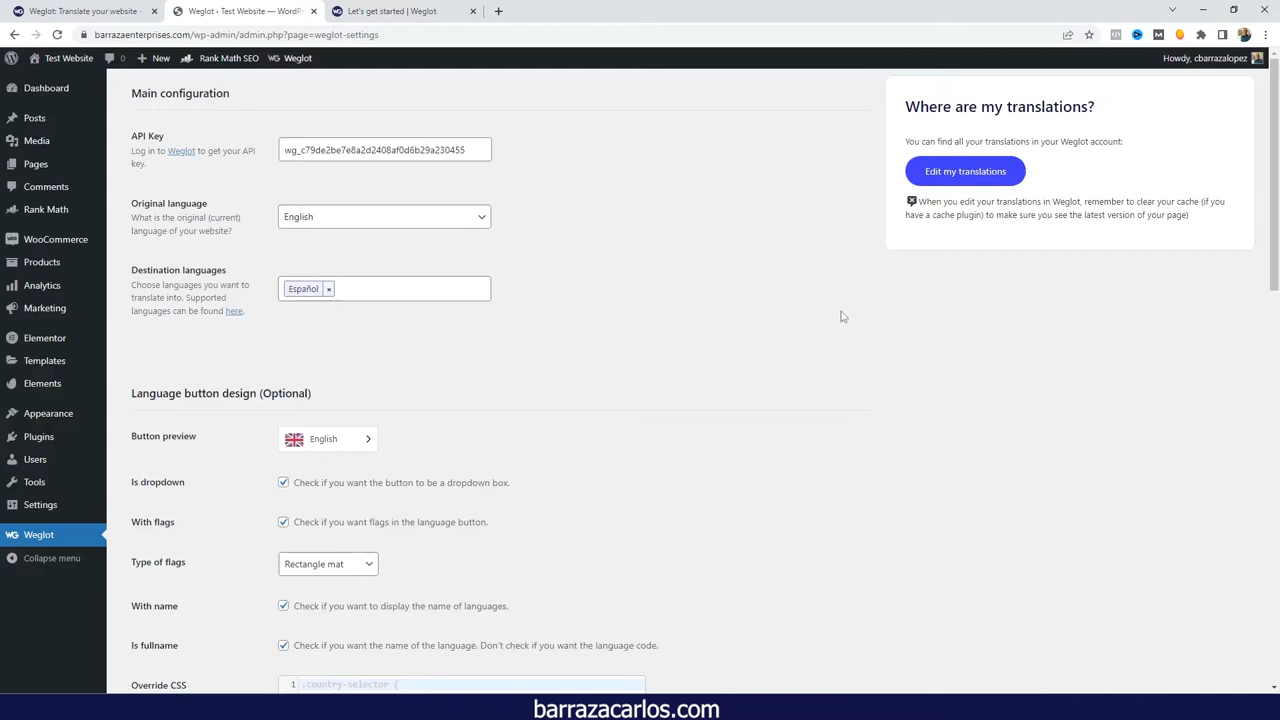 Weglot: Translate your website -
Weglot ‹ Test Website — WordPr
Let's get started | Weglot
barrazaenterprises.com/wp-admin/admin.php?page=weglot-settings
Test Website
0
New
Rank Math SEO
WG Weglot
Howdy, cbarrazalopez
Dashboard
Posts
Media
Pages
Comments
Rank Math
WooCommerce
Products
Analytics
Marketing
Elementor
Templates
Elements
Appearance
Plugins
Users
Tools
Settings
WG Weglot
Collapse menu
Main configuration
API Key
Log in to Weglot to get your API
key.
wg_c79de2be7e8a2d2408af0d6b29a230455
Original language
What is the original (current)
language of your website?
English
Destination languages
Choose languages you want to
translate into. Supported
languages can be found here.
Español ×
Language button design (Optional)
Button preview
English
Is dropdown
Check if you want the button to be a dropdown box.
With flags
Check if you want flags in the language button.
Type of flags
Rectangle mat
With name
Check if you want to display the name of languages.
Is fullname
Check if you want the name of the language. Don't check if you want the language code.
Override CSS
1 .country-selector {
Where are my translations?
You can find all your translations in your Weglot account:
Edit my translations
When you edit your translations in Weglot, remember to clear your cache (if you
have a cache plugin) to make sure you see the latest version of your page)
barrazacarlos.com